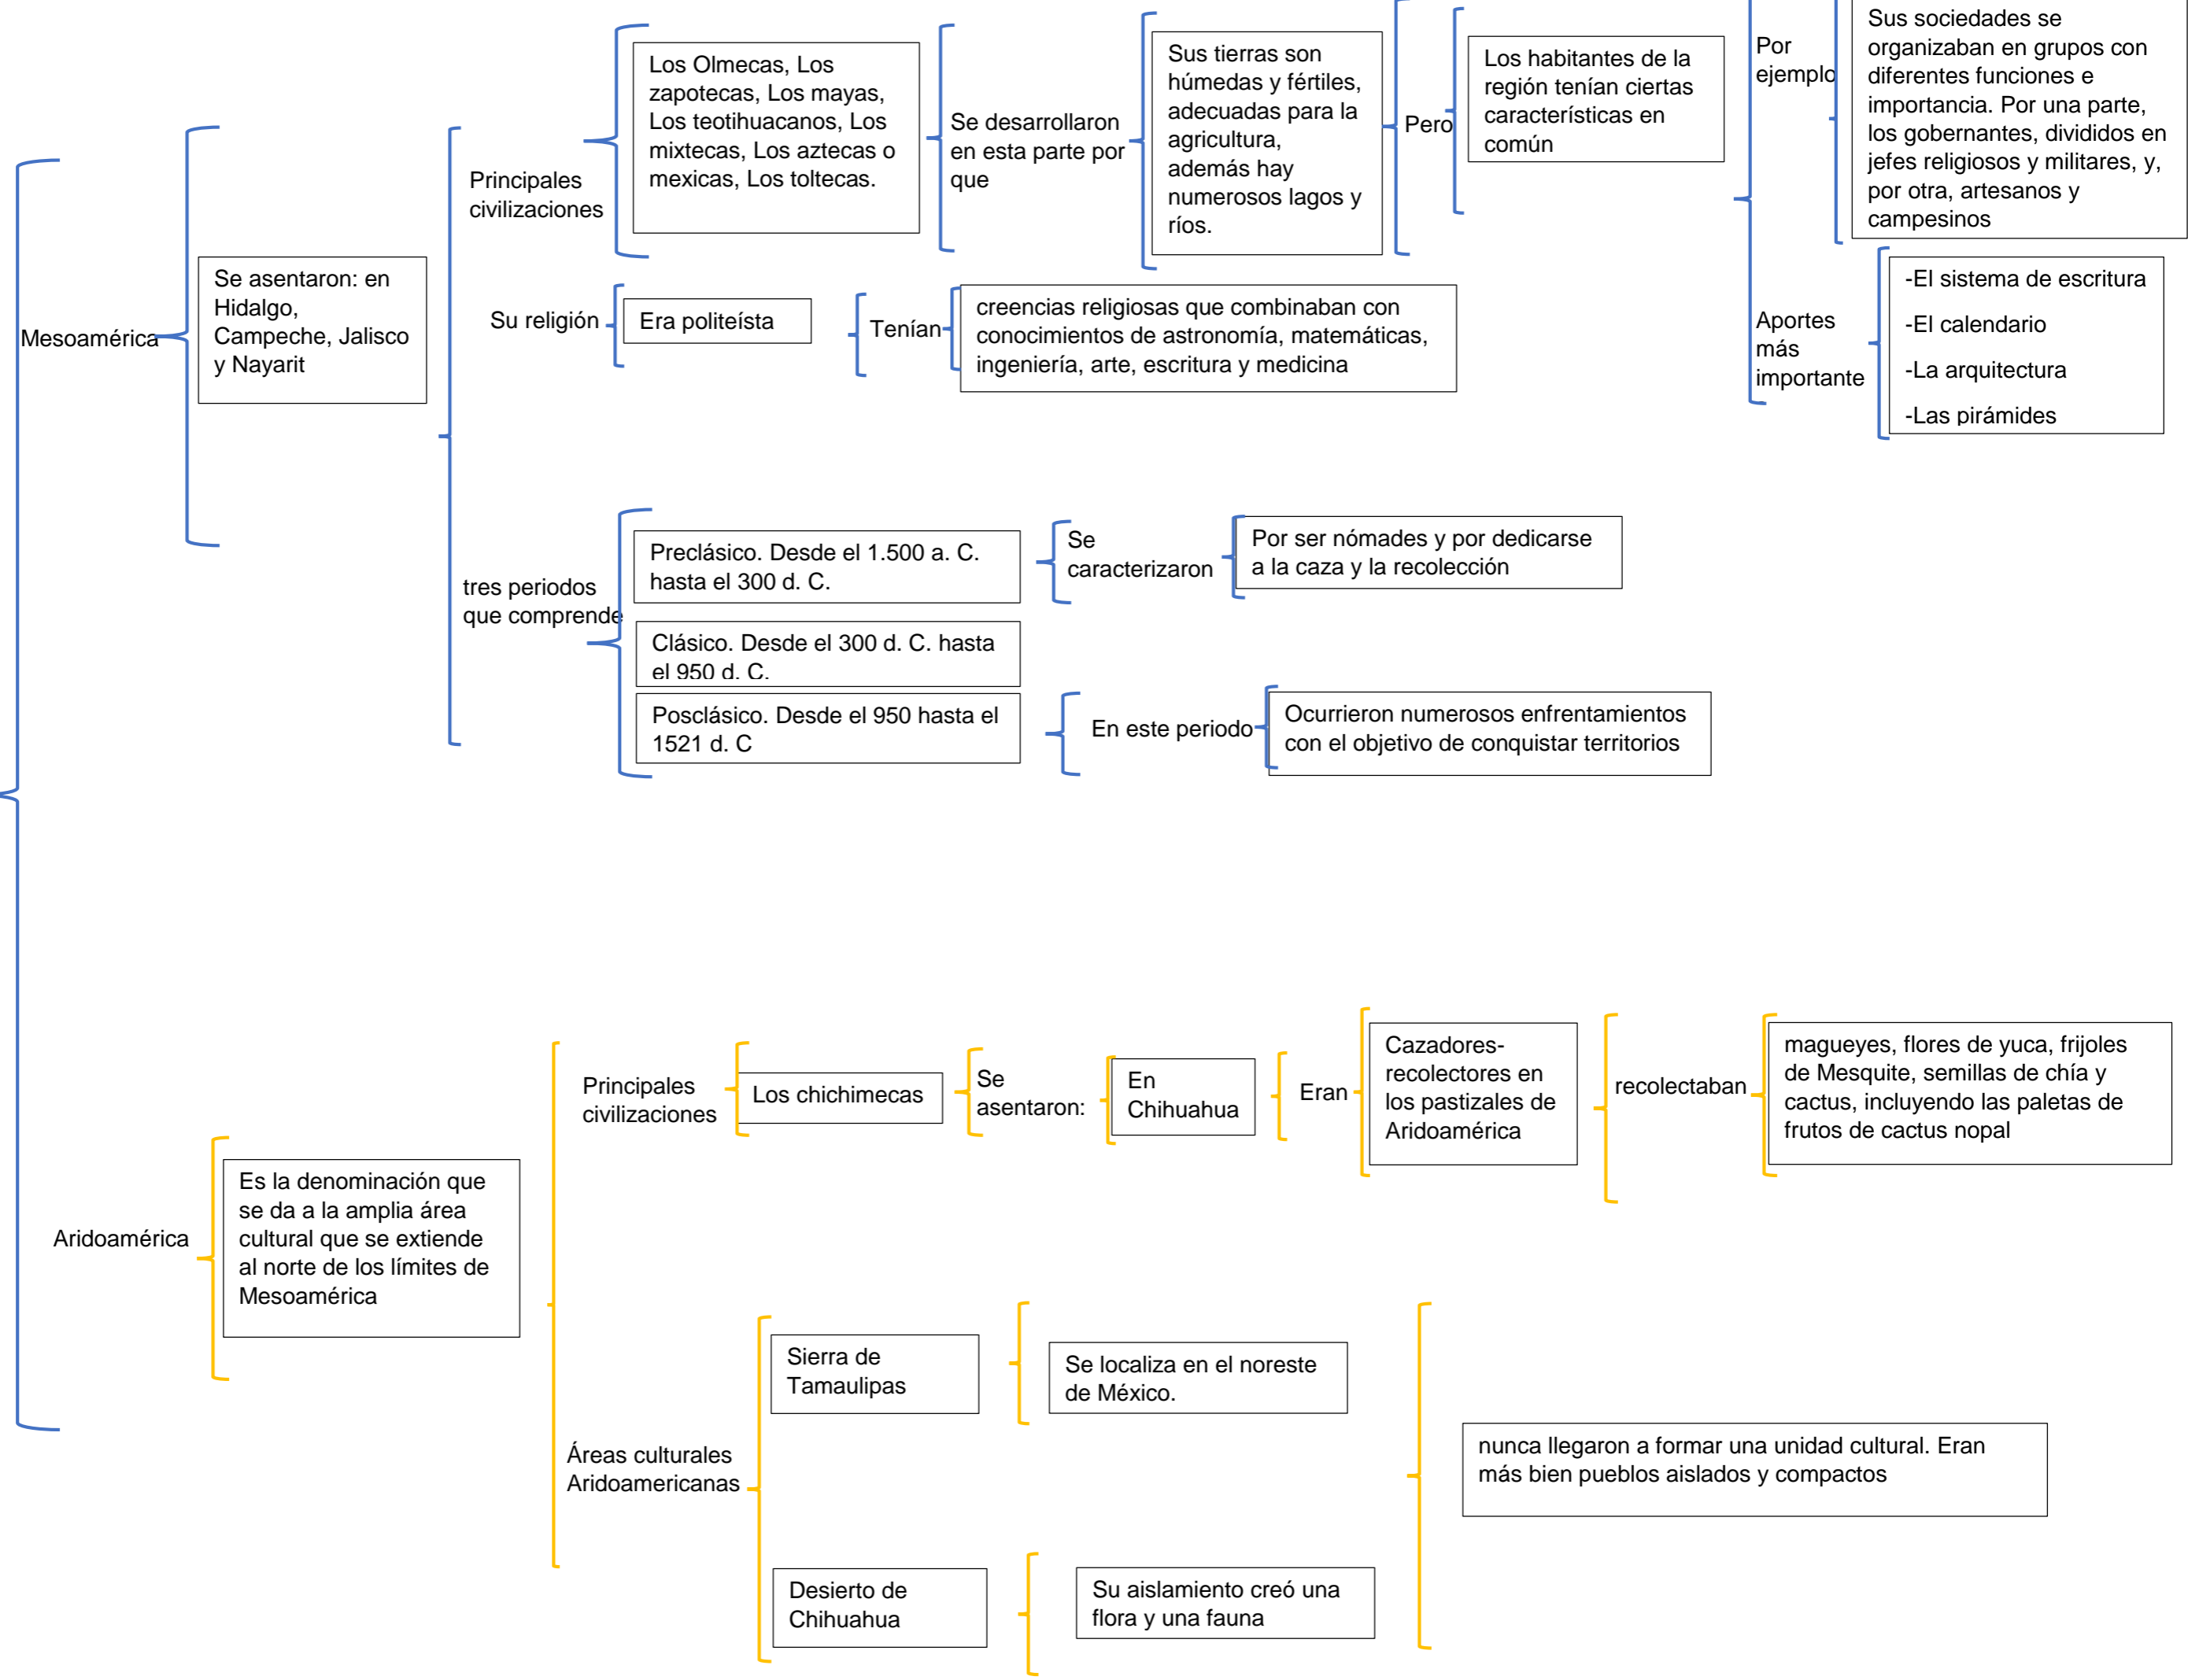 Mesoamérica
Se asentaron: en
Hidalgo,
Campeche, Jalisco
y Nayarit
Principales
civilizaciones
Los Olmecas, Los
zapotecas, Los mayas,
Los teotihuacanos, Los
mixtecas, Los aztecas o
mexicas, Los toltecas.
Se desarrollaron
en esta parte por
que
Sus tierras son
húmedas y fértiles,
adecuadas para la
agricultura,
además hay
numerosos lagos y
ríos.
Pero
Los habitantes de la
región tenían ciertas
características en
común
Por
ejemplo
Sus sociedades se
organizaban en grupos con
diferentes funciones e
importancia. Por una parte,
los gobernantes, divididos en
jefes religiosos y militares, y,
por otra, artesanos y
campesinos
Aportes
más
importante
-El sistema de escritura
-El calendario
-La arquitectura
-Las pirámides
Su religión
Era politeísta
Tenían
creencias religiosas que combinaban con
conocimientos de astronomía, matemáticas,
ingeniería, arte, escritura y medicina
tres periodos
que comprende
Preclásico. Desde el 1.500 a. C.
hasta el 300 d. C.
Se
caracterizaron
Por ser nómades y por dedicarse
a la caza y la recolección
Clásico. Desde el 300 d. C. hasta
el 950 d. C.
Posclásico. Desde el 950 hasta el
1521 d. C
En este periodo
Ocurrieron numerosos enfrentamientos
con el objetivo de conquistar territorios
Aridoamérica
Es la denominación que
se da a la amplia área
cultural que se extiende
al norte de los límites de
Mesoamérica
Principales
civilizaciones
Los chichimecas
Se
asentaron:
En
Chihuahua
Eran
Cazadores-
recolectores en
los pastizales de
Aridoamérica
recolectaban
magueyes, flores de yuca, frijoles
de Mesquite, semillas de chía y
cactus, incluyendo las paletas de
frutos de cactus nopal
Áreas culturales
Aridoamericanas
Sierra de
Tamaulipas
Se localiza en el noreste
de México.
Desierto de
Chihuahua
Su aislamiento creó una
flora y una fauna
nunca llegaron a formar una unidad cultural. Eran
más bien pueblos aislados y compactos